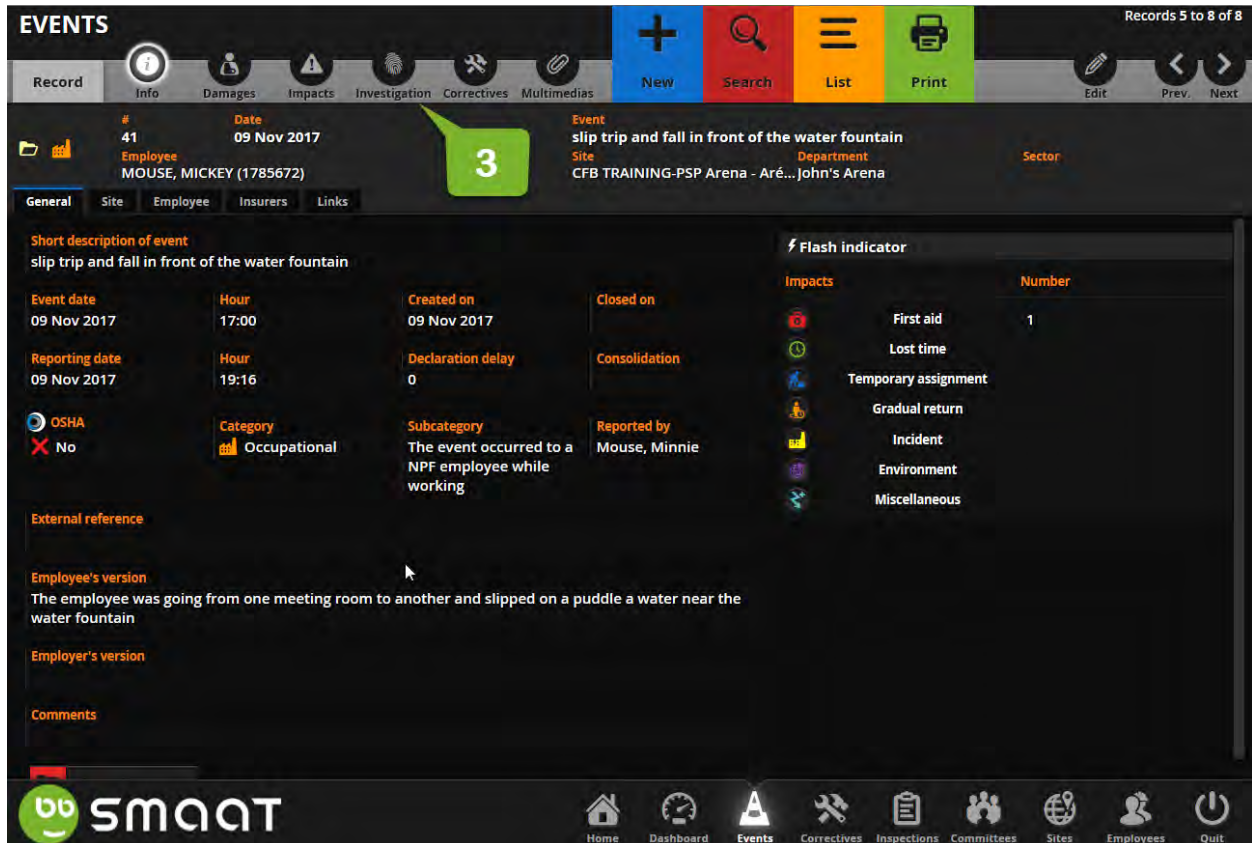 EVENTS
Records 5 to 8 of 8
New
Search
List
Print
Record
Info
Damages
Impacts
Investigation
Correctives
Multimedias
Edit
Prev.
Next
3
#
Date
Event
41
09 Nov 2017
slip trip and fall in front of the water fountain
Employee
Site
Department
Sector
MOUSE, MICKEY (1785672)
CFB TRAINING-PSP Arena - Aré...
John's Arena
General
Site
Employee
Insurers
Links
Short description of event
slip trip and fall in front of the water fountain
Event date
Hour
Created on
Closed on
09 Nov 2017
17:00
09 Nov 2017
Reporting date
Hour
Declaration delay
Consolidation
09 Nov 2017
19:16
0
OSHA
Category
Subcategory
Reported by
No
Occupational
The event occurred to a
NPF employee while
working
Mouse, Minnie
External reference
Employee's version
The employee was going from one meeting room to another and slipped on a puddle a water near the
water fountain
Employer's version
Comments
Flash indicator
Impacts
Number
First aid
1
Lost time
Temporary assignment
Gradual return
Incident
Environment
Miscellaneous
smaat
Home
Dashboard
Events
Correctives
Inspections
Committees
Sites
Employees
Quit